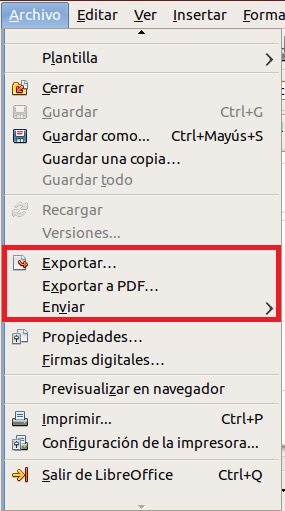 Archivo Editar Ver Insertar Forma
Plantilla
Cerrar
Guardar Ctrl+G
Guardar como... Ctrl+Mayús+S
Guardar una copia...
Guardar todo
Recargar
Versiones...
Exportar...
Exportar a PDF...
Enviar
Propiedades...
Firmas digitales...
Previsualizar en navegador
Imprimir... Ctrl+P
Configuración de la impresora...
Salir de LibreOffice Ctrl+Q